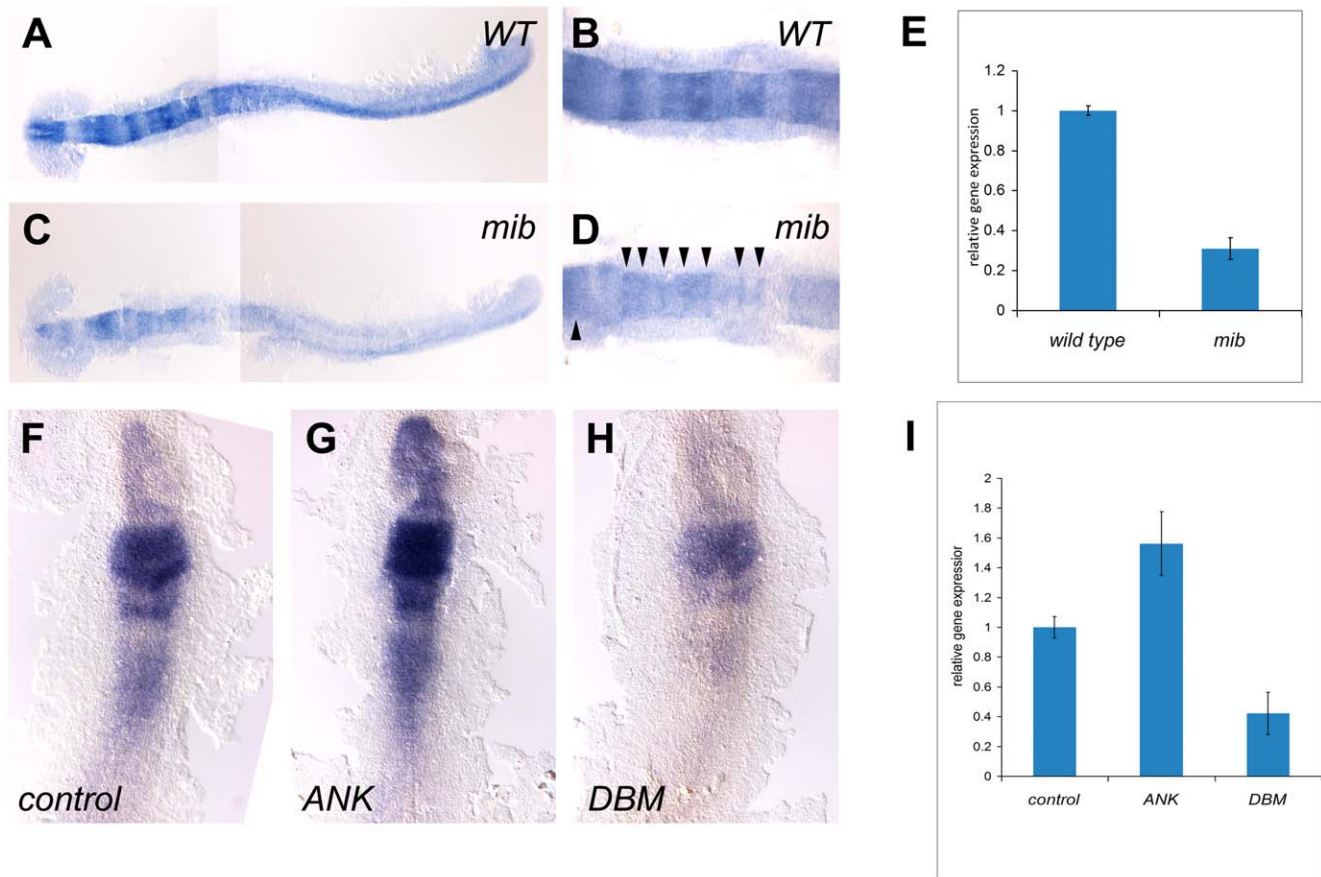 A
WT
B
WT
C
mib
D
mib
E
relative gene expression
1.2
1
0.8
0.6
0.4
0.2
0
wild type
mib
F
control
G
ANK
H
DBM
I
relative gene expressior
2
1.8
1.6
1.4
1.2
1
0.8
0.6
0.4
0.2
0
control
ANK
DBM